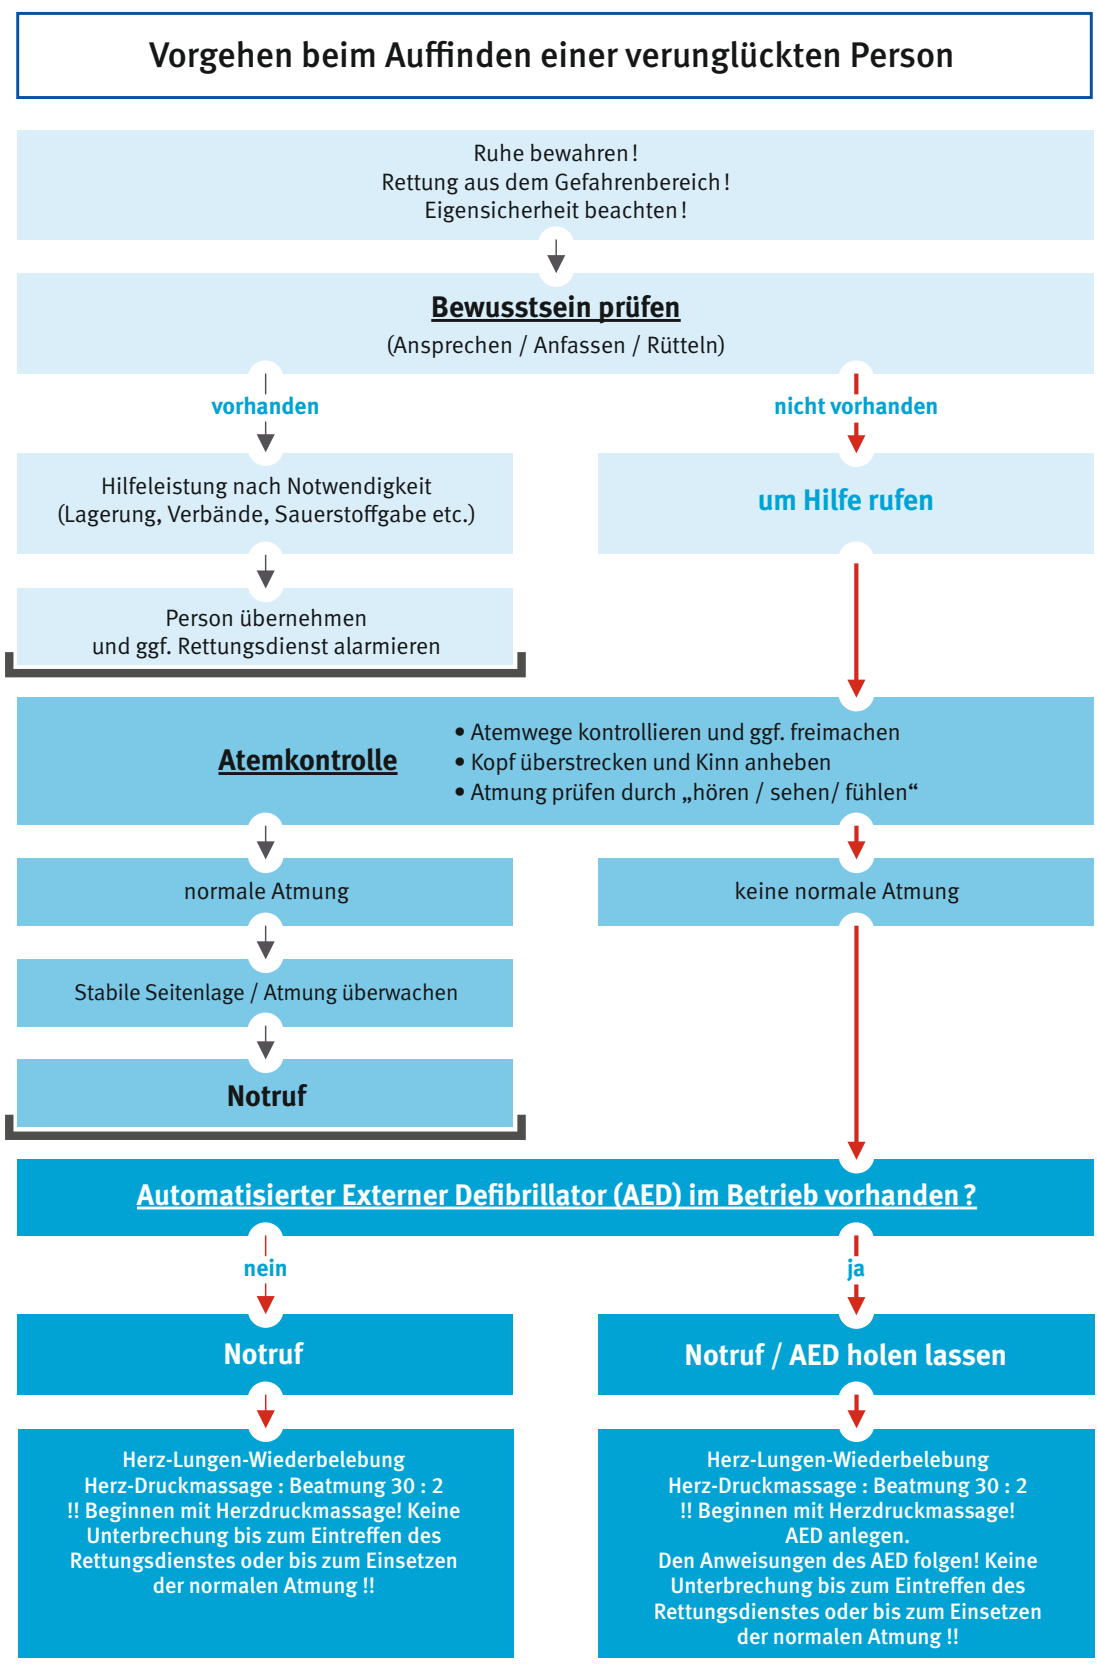 Vorgehen beim Auffinden einer verunglückten Person
Ruhe bewahren!
Rettung aus dem Gefahrenbereich!
Eigensicherheit beachten!
Bewusstsein prüfen
(Ansprechen / Anfassen / Rütteln)
vorhanden
nicht vorhanden
Hilfeleistung nach Notwendigkeit
(Lagerung, Verbände, Sauerstoffgabe etc.)
um Hilfe rufen
Person übernehmen
und ggf. Rettungsdienst alarmieren
Atemkontrolle
• Atemwege kontrollieren und ggf. freimachen
• Kopf überstrecken und Kinn anheben
• Atmung prüfen durch „hören / sehen/ fühlen“
normale Atmung
keine normale Atmung
Stabile Seitenlage / Atmung überwachen
Notruf
Automatisierter Externer Defibrillator (AED) im Betrieb vorhanden?
nein
ja
Notruf
Notruf / AED holen lassen
Herz-Lungen-Wiederbelebung
Herz-Druckmassage : Beatmung 30 : 2
!! Beginnen mit Herzdruckmassage! Keine
Unterbrechung bis zum Eintreffen des
Rettungsdienstes oder bis zum Einsetzen
der normalen Atmung !!
Herz-Lungen-Wiederbelebung
Herz-Druckmassage : Beatmung 30 : 2
!! Beginnen mit Herzdruckmassage!
AED anlegen.
Den Anweisungen des AED folgen! Keine
Unterbrechung bis zum Eintreffen des
Rettungsdienstes oder bis zum Einsetzen
der normalen Atmung !!